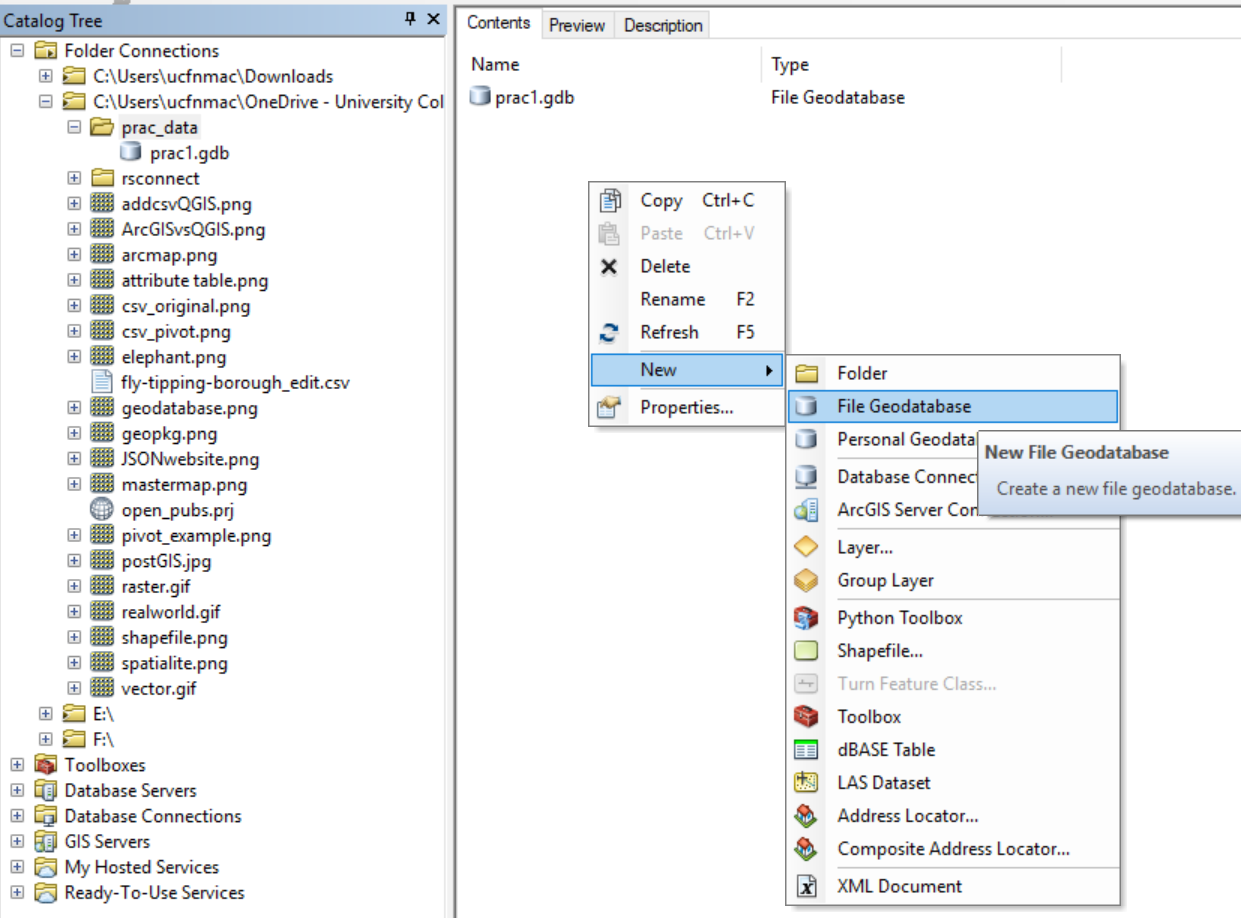 Catalog Tree
Folder Connections
C:\Users\ucfnmac\Downloads
C:\Users\ucfnmac\OneDrive - University Col
prac_data
prac1.gdb
rsconnect
addcsvQGIS.png
ArcGISvsQGIS.png
arcmap.png
attribute table.png
csv_original.png
csv_pivot.png
elephant.png
fly-tipping-borough_edit.csv
geodatabase.png
geopkg.png
JSONwebsite.png
mastermap.png
open_pubs.prj
pivot_example.png
postGIS.jpg
raster.gif
realworld.gif
shapefile.png
spatialite.png
vector.gif
E:\
F:\
Toolboxes
Database Servers
Database Connections
GIS Servers
My Hosted Services
Ready-To-Use Services
Contents Preview Description
Name Type
prac1.gdb File Geodatabase
Copy Ctrl+C
Paste Ctrl+V
Delete
Rename F2
Refresh F5
New
Properties...
Folder
File Geodatabase
Personal Geodata
Database Connect
ArcGIS Server Con
Layer...
Group Layer
Python Toolbox
Shapefile...
Turn Feature Class...
Toolbox
dBASE Table
LAS Dataset
Address Locator...
Composite Address Locator...
XML Document
New File Geodatabase
Create a new file geodatabase.